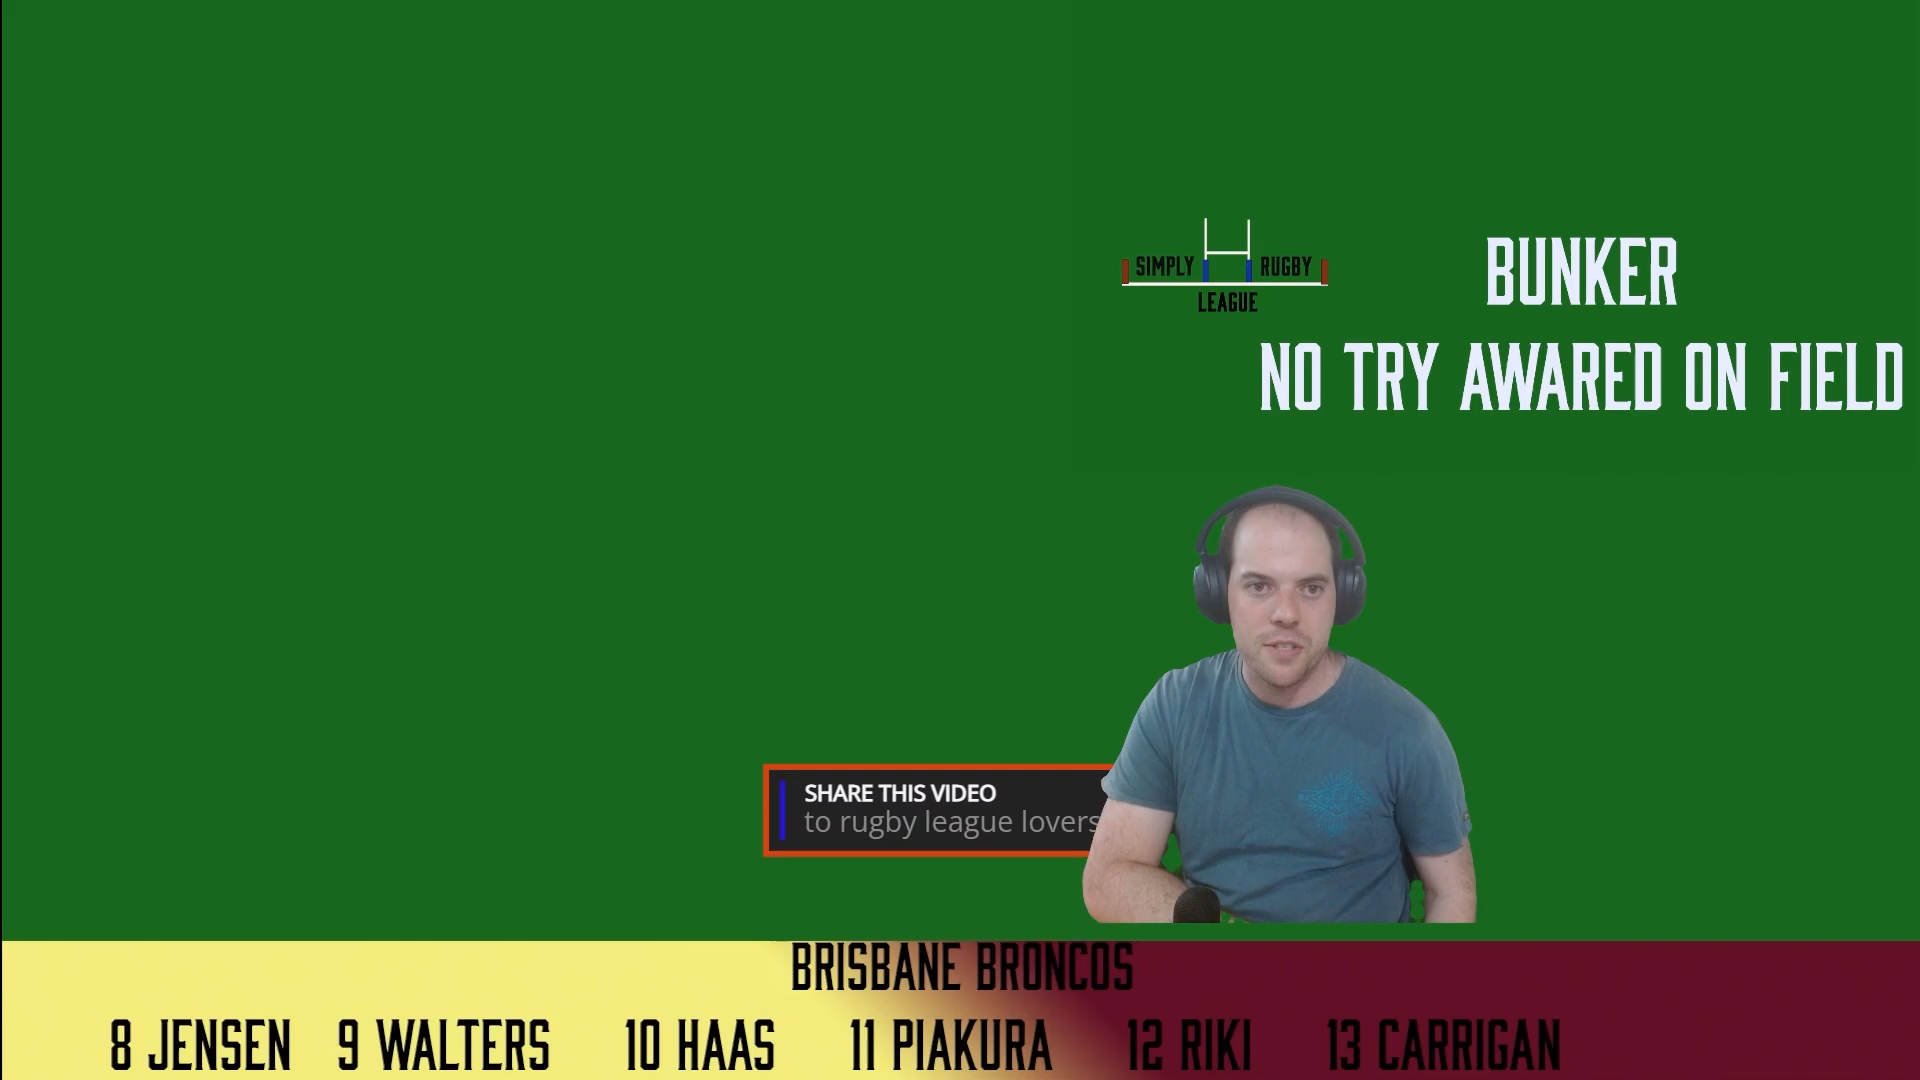 SIMPLY RUGBY
LEAGUE
BUNKER
NO TRY AWARED ON FIELD
SHARE THIS VIDEO
to rugby league lovers
BRISBANE BRONCOS
8 JENSEN 9 WALTERS 10 HAAS 11 PIAKURA 12 RIKI 13 CARRIGAN